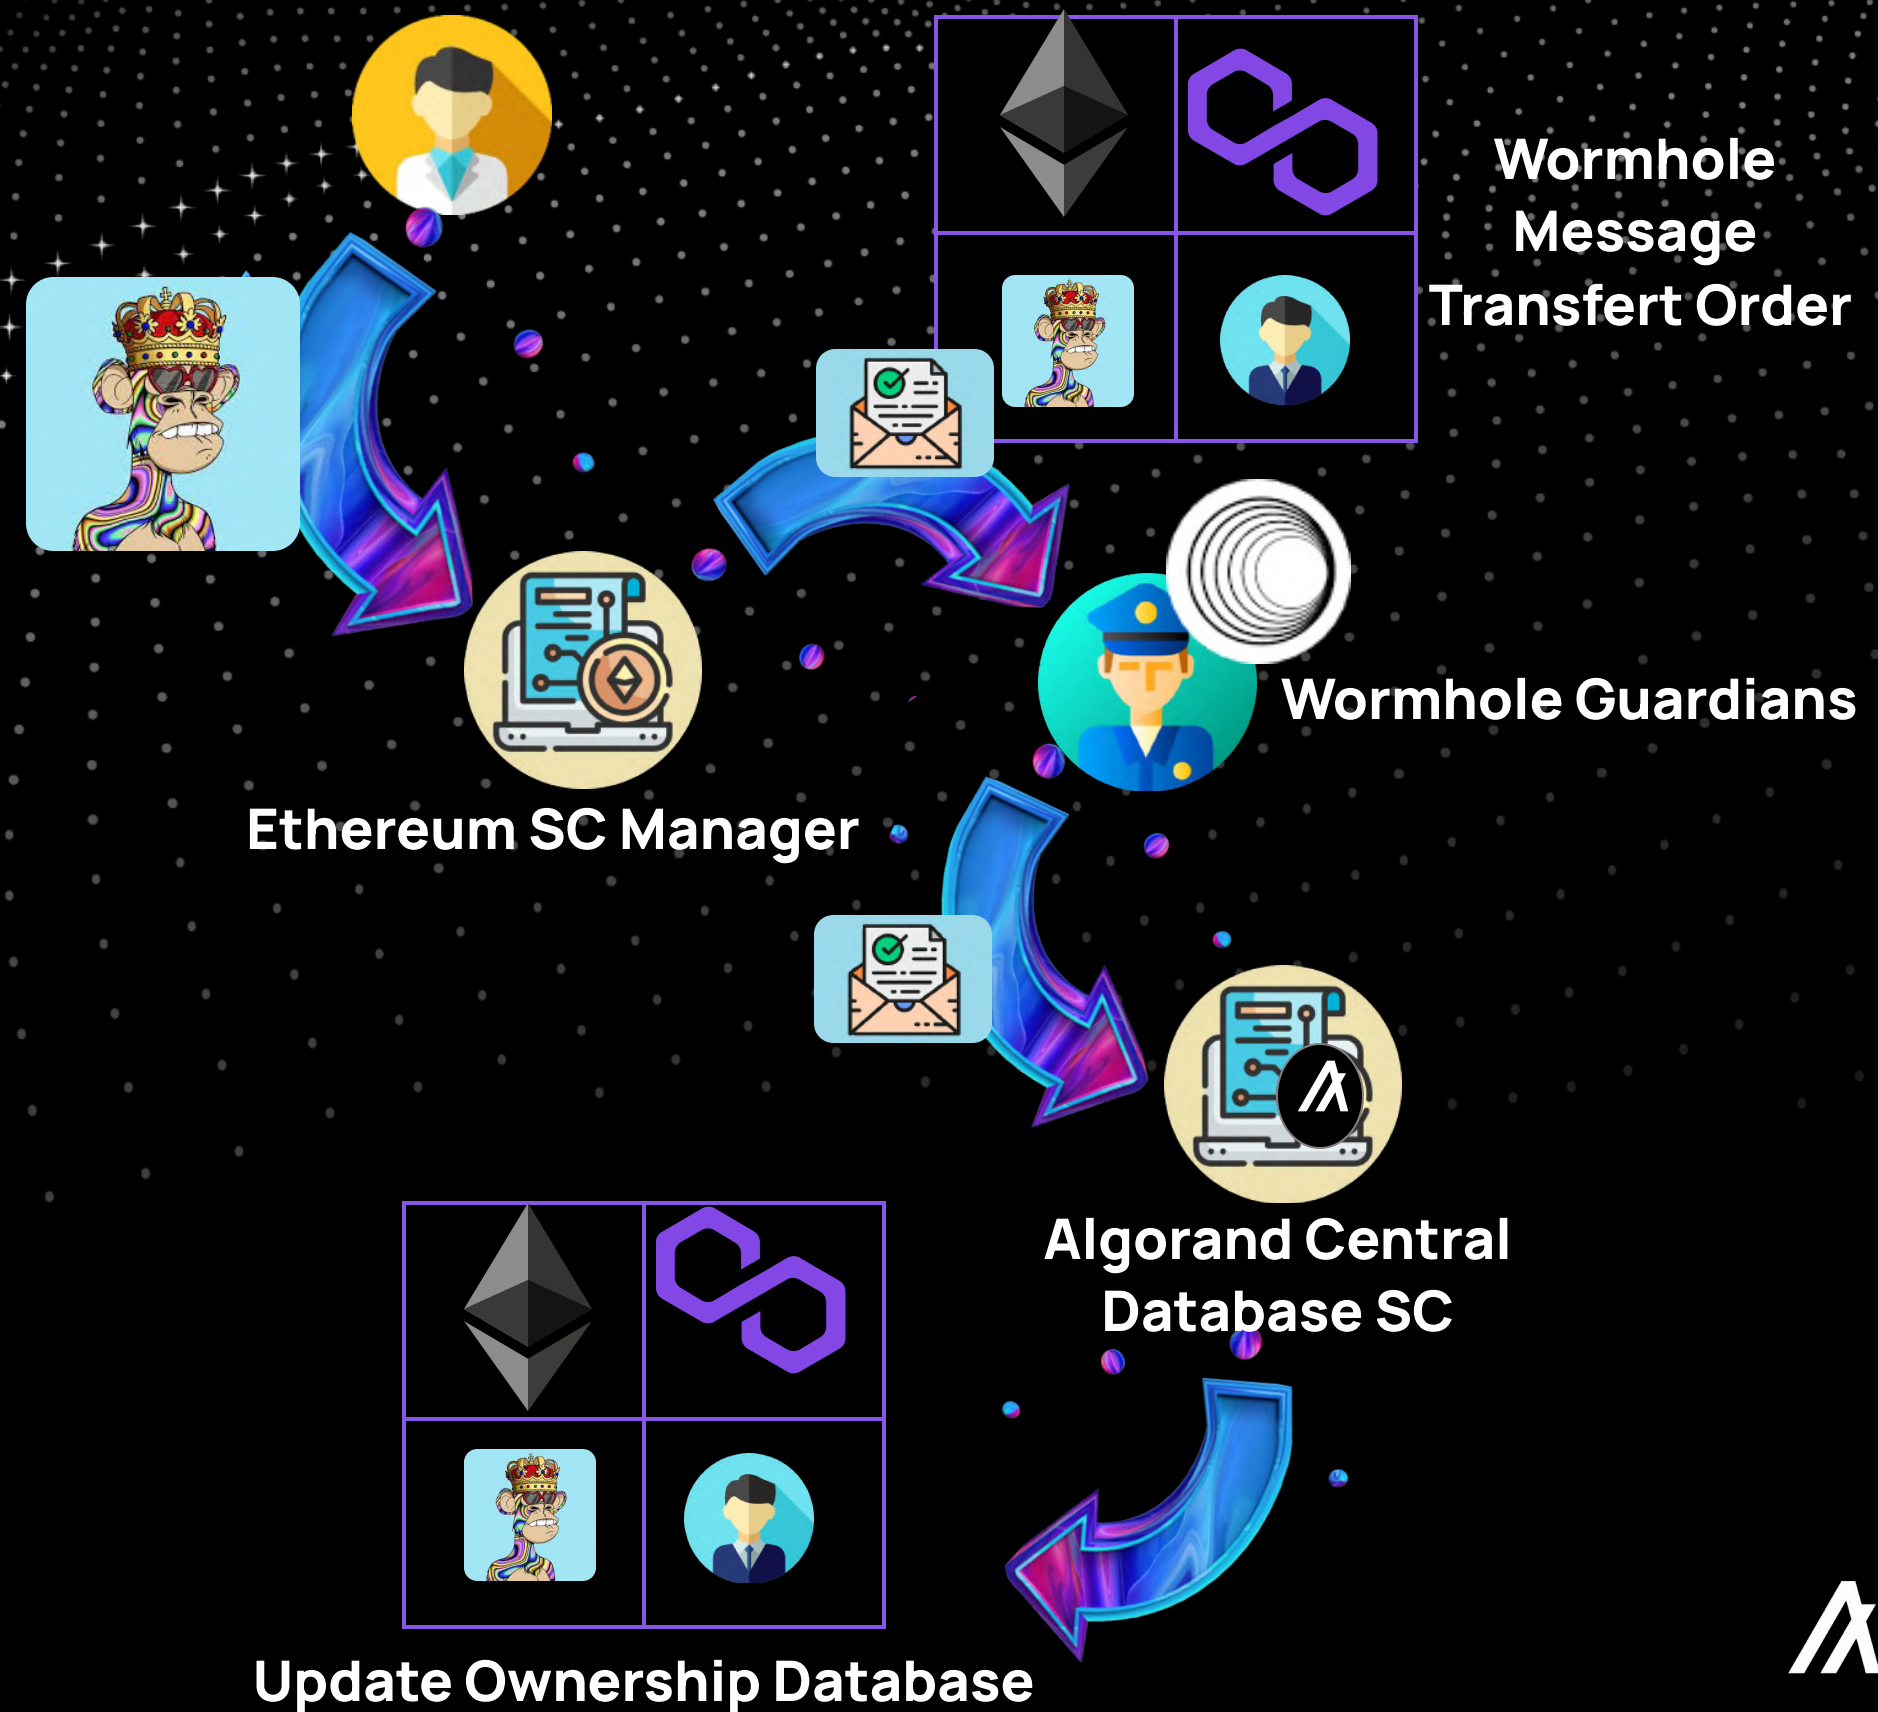 Wormhole
Message
Transfert Order
Wormhole Guardians
Ethereum SC Manager
Algorand Central
Database SC
Update Ownership Database